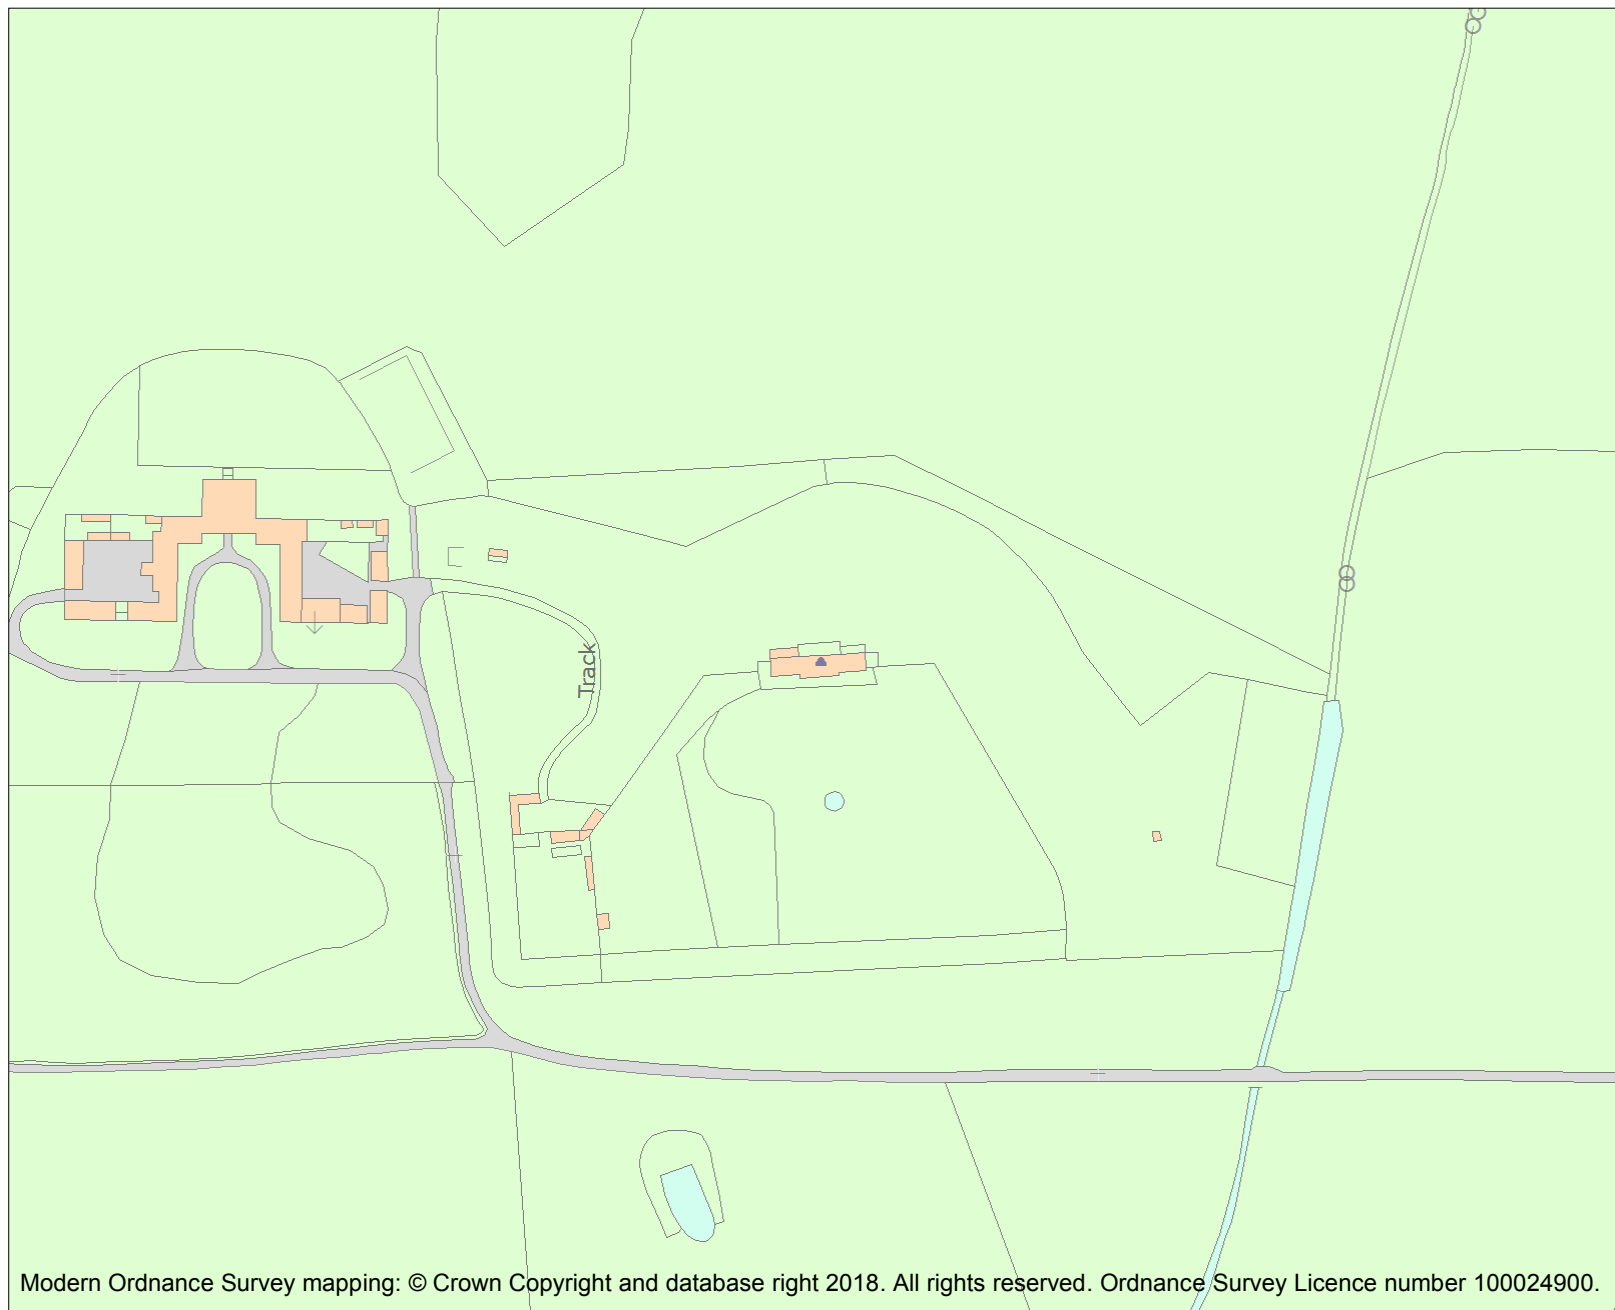 Track
Modern Ordnance Survey mapping: © Crown Copyright and database right 2018. All rights reserved. Ordnance Survey Licence number 100024900.